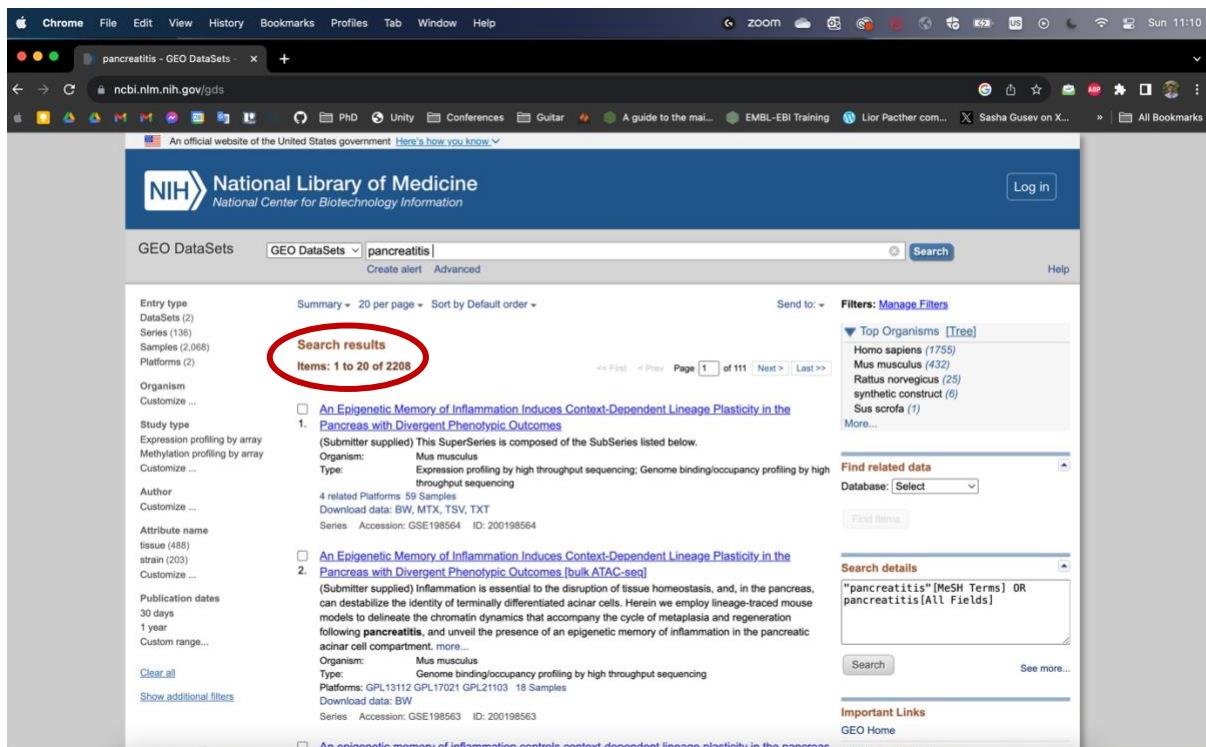 Chrome File Edit View History Bookmarks Profiles Tab Window Help
zoom US Sun 11:10
pancreatitis - GEO DataSets -
ncbi.nlm.nih.gov/gds
PhD Unity Conferences Guitar A guide to the mai... EMBL-EBI Training Lior Pacther com... Sasha Gusev on X... » All Bookmarks
An official website of the United States government Here's how you know
NIH National Library of Medicine
National Center for Biotechnology Information
Log in
GEO DataSets GEO DataSets pancreatitis Search
Create alert Advanced
Help
Entry type
DataSets (2)
Series (136)
Samples (2,068)
Platforms (2)
Organism
Customize ...
Study type
Expression profiling by array
Methylation profiling by array
Customize ...
Author
Customize ...
Attribute name
tissue (488)
strain (203)
Customize ...
Publication dates
30 days
1 year
Custom range...
Clear all
Show additional filters
Summary 20 per page Sort by Default order Send to:
Search results
Items: 1 to 20 of 2208
<< First < Prev Page 1 of 111 Next > Last >>
An Epigenetic Memory of Inflammation Induces Context-Dependent Lineage Plasticity in the
1. Pancreas with Divergent Phenotypic Outcomes
(Submitter supplied) This SuperSeries is composed of the SubSeries listed below.
Organism: Mus musculus
Type: Expression profiling by high throughput sequencing; Genome binding/occupancy profiling by high
throughput sequencing
4 related Platforms 59 Samples
Download data: BW, MTX, TSV, TXT
Series Accession: GSE198564 ID: 200198564
An Epigenetic Memory of Inflammation Induces Context-Dependent Lineage Plasticity in the
2. Pancreas with Divergent Phenotypic Outcomes [bulk ATAC-seq]
(Submitter supplied) Inflammation is essential to the disruption of tissue homeostasis, and, in the pancreas,
can destabilize the identity of terminally differentiated acinar cells. Herein we employ lineage-traced mouse
models to delineate the chromatin dynamics that accompany the cycle of metaplasia and regeneration
following pancreatitis, and unveil the presence of an epigenetic memory of inflammation in the pancreatic
acinar cell compartment. more...
Organism: Mus musculus
Type: Genome binding/occupancy profiling by high throughput sequencing
Platforms: GPL13112 GPL17021 GPL21103 18 Samples
Download data: BW
Series Accession: GSE198563 ID: 200198563
An epigenetic memory of inflammation controls context-dependent lineage plasticity in the pancreas
Filters: Manage Filters
Top Organisms [Tree]
Homo sapiens (1755)
Mus musculus (432)
Rattus norvegicus (25)
synthetic construct (6)
Sus scrofa (1)
More...
Find related data
Database: Select
Find items
Search details
"pancreatitis"[MeSH Terms] OR
pancreatitis[All Fields]
Search
See more...
Important Links
GEO Home